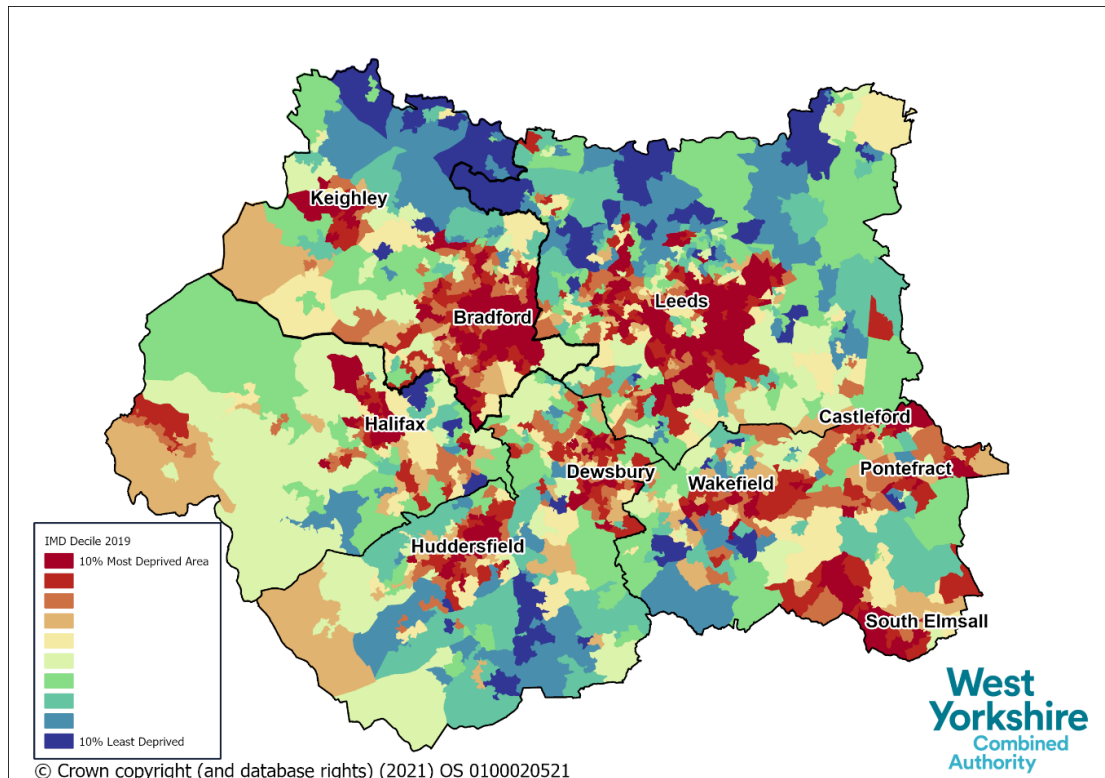 Keighley
Leeds
Bradford
Castleford
Halifax
Pontefract
Dewsbury
Wakefield
Huddersfield
South Elmsall
IMD Decile 2019
10% Most Deprived Area
10% Least Deprived
West
Yorkshire
Combined
Authority
© Crown copyright (and database rights) (2021) OS 0100020521